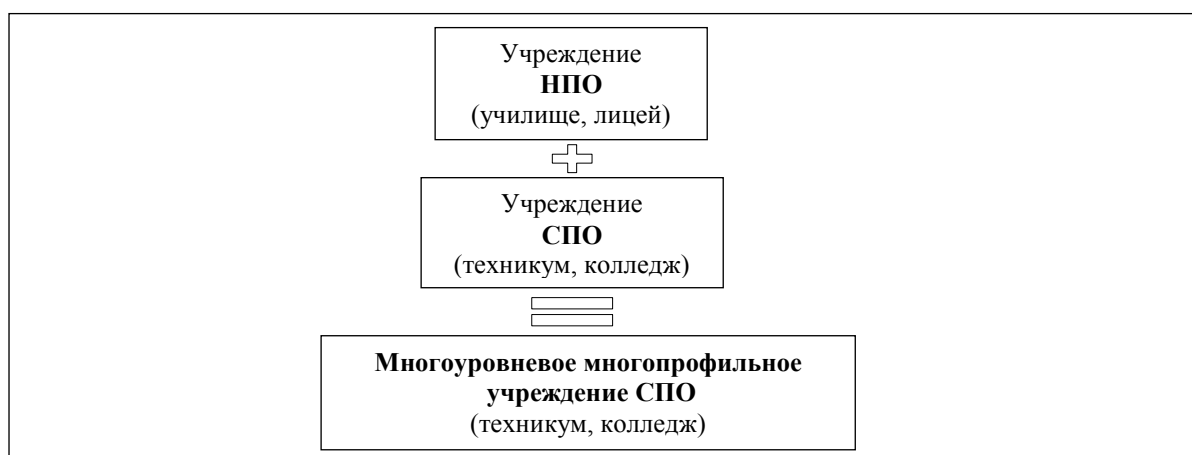 Учреждение
НПО
(училище, лицей)
Учреждение
СПО
(техникум, колледж)
Многоуровневое многопрофильное
учреждение СПО
(техникум, колледж)